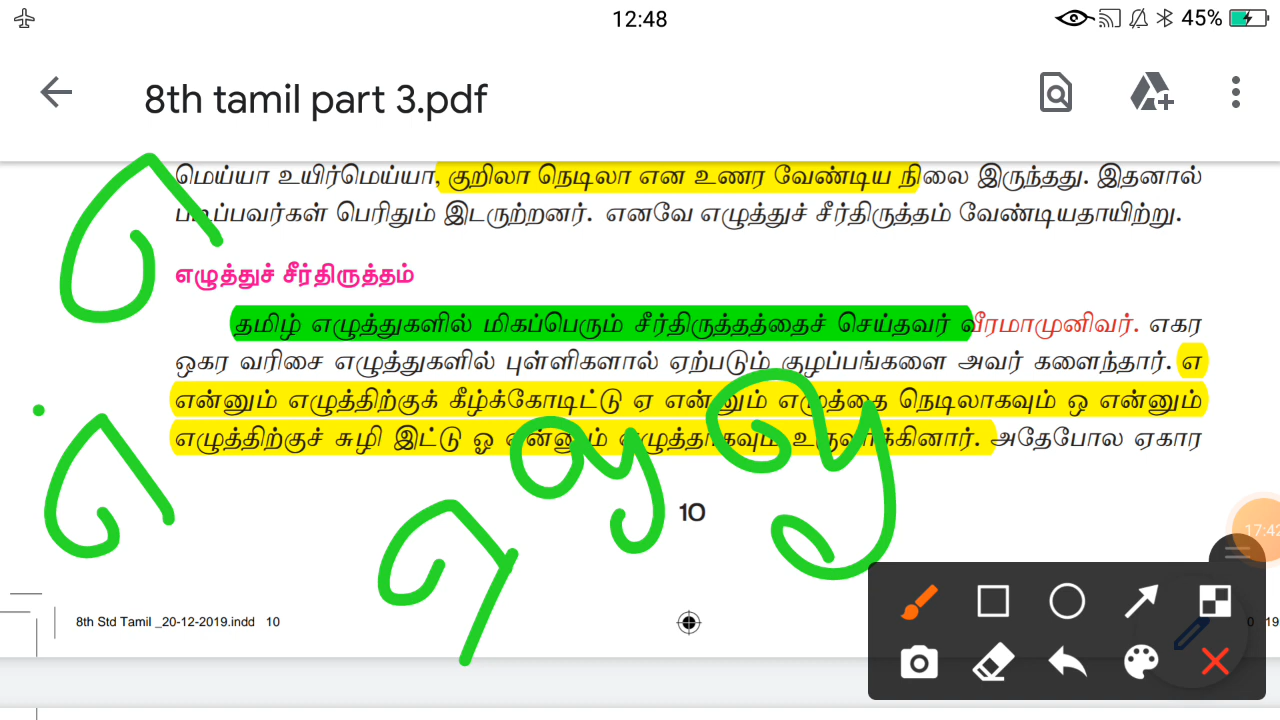 12:48
45%
8th tamil part 3.pdf
மெய்யா உயிர்மெய்யா, குறிலா நெடிலா என உணர வேண்டிய நிலை இருந்தது. இதனால்
படிப்பவர்கள் பெரிதும் இடருற்றனர். எனவே எழுத்துச் சீர்திருத்தம் வேண்டியதாயிற்று.
எழுத்துச் சீர்திருத்தம்
தமிழ் எழுத்துகளில் மிகப்பெரும் சீர்திருத்தத்தைச் செய்தவர் வீரமாமுனிவர். எகர
ஒகர வரிசை எழுத்துகளில் புள்ளிகளால் ஏற்படும் குழப்பங்களை அவர் களைந்தார். எ
என்னும் எழுத்திற்குக் கீழ்க்கோடிட்டு ஏ என்னும் எழுத்தை நெடிலாகவும் ஒ என்னும்
எழுத்திற்குச் சுழி இட்டு ஓ என்னும் எழுத்தாகவும் உருவாக்கினார். அதேபோல ஏகார
எ எ ஏ ஒ ஓ
10
17:42
8th Std Tamil _20-12-2019.indd 10